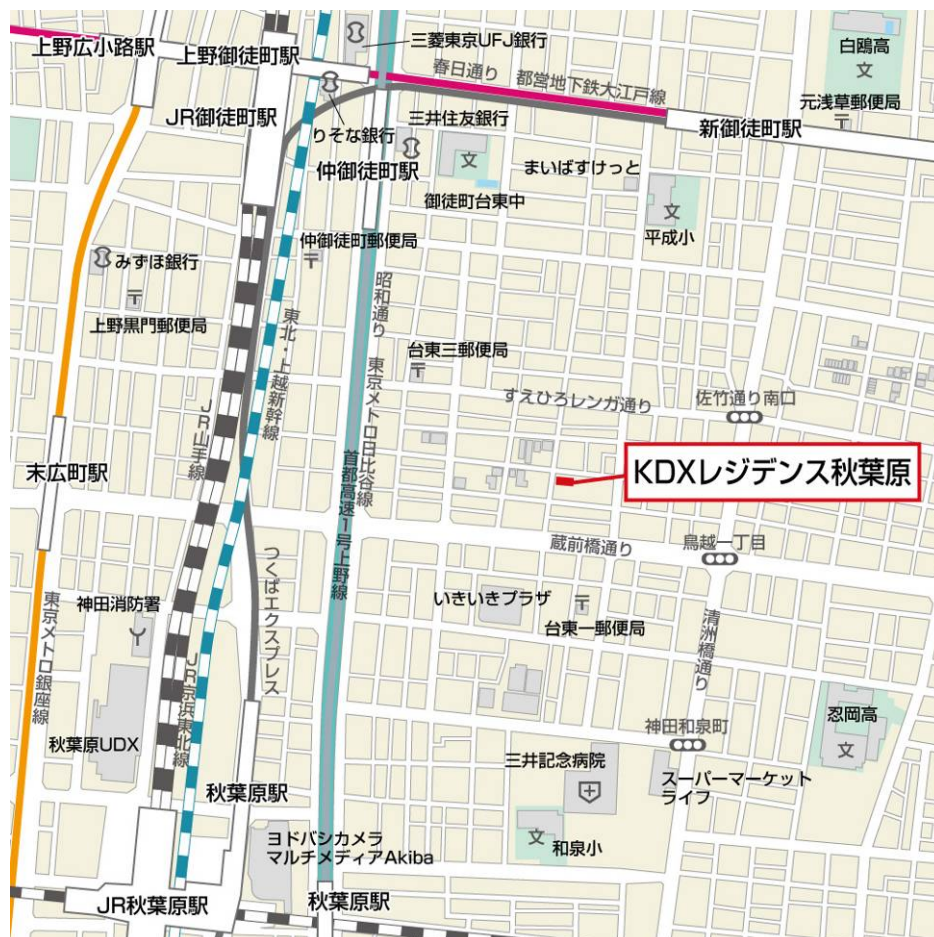 上野広小路駅
上野御徒町駅
三菱東京UFJ銀行
春日通り
都営地下鉄大江戸線
白鴎高
文
元浅草郵便局
JR御徒町駅
りそな銀行
三井住友銀行
新御徒町駅
仲御徒町駅
文
まいばすけっと
御徒町台東中
文
平成小
仲御徒町郵便局
みずほ銀行
上野黒門郵便局
昭和通り
東北・上越新幹線
台東三郵便局
東京メトロ日比谷線
すえひろレンガ通り
佐竹通り南口
JR山手線
末広町駅
首都高速1号上野線
KDXレジデンス秋葉原
蔵前橋通り
鳥越一丁目
つくばエクスプレス
神田消防署
いきいきプラザ
台東一郵便局
東京メトロ銀座線
清洲橋通り
JR京浜東北線
秋葉原UDX
神田和泉町
忍岡高
文
三井記念病院
スーパーマーケット
ライフ
秋葉原駅
ヨドバシカメラ
マルチメディアAkiba
文
和泉小
JR秋葉原駅
秋葉原駅